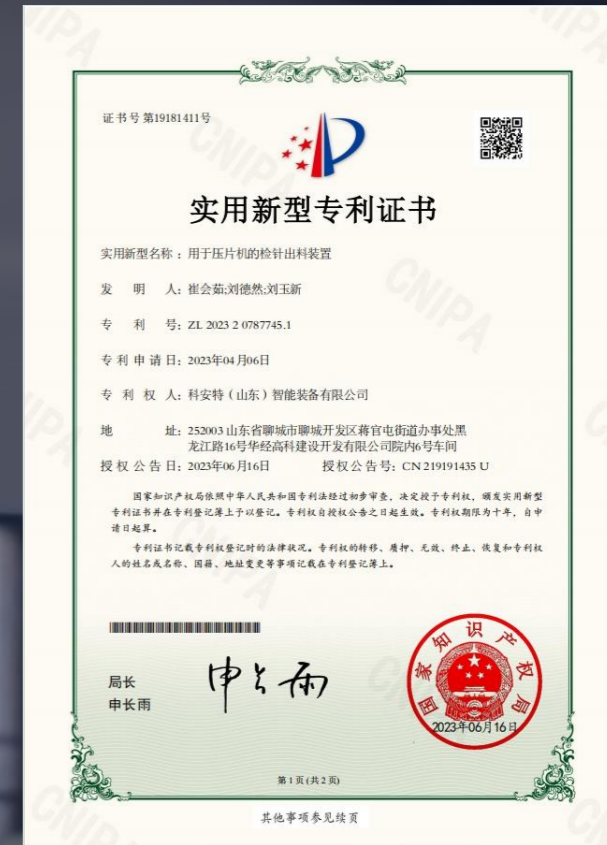 证书号第19181411号
实用新型专利证书
实用新型名称：用于压片机的检针出料装置
发 明 人：崔会茹;刘德然;刘玉新
专 利 号：ZL 2023 2 0787745.1
专利申请日：2023年04月06日
专 利 权 人：科安特（山东）智能装备有限公司
地 址：252003 山东省聊城市聊城开发区蒋官屯街道办事处黑
龙江路16号华经高科建设开发有限公司院内6号车间
授权公告日：2023年06月16日 授权公告号：CN 219191435 U
国家知识产权局依照中华人民共和国专利法经过初步审查，决定授予专利权，颁发实用新型
专利证书并在专利登记簿上予以登记。专利权自授权公告之日起生效。专利权期限为十年，自申
请日起算。
专利证书记载专利权登记时的法律状况。专利权的转移、质押、无效、终止、恢复和专利权
人的姓名或名称、国籍、地址变更等事项记载在专利登记簿上。
局长
申长雨
申长雨
国家知识产权局
2023年06月16日
第1页(共2页)
其他事项参见续页
CNIPA
CNIPA
CNIPA
CNIPA